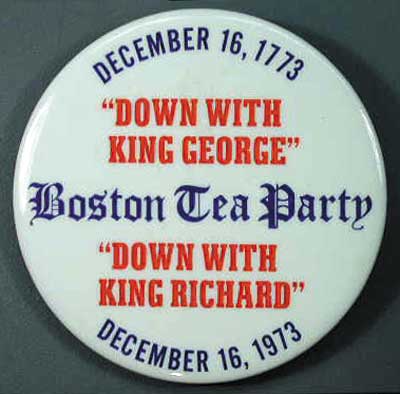 DECEMBER 16, 1773
"DOWN WITH
KING GEORGE"
Boston Tea Party
"DOWN WITH
KING RICHARD"
DECEMBER 16, 1973